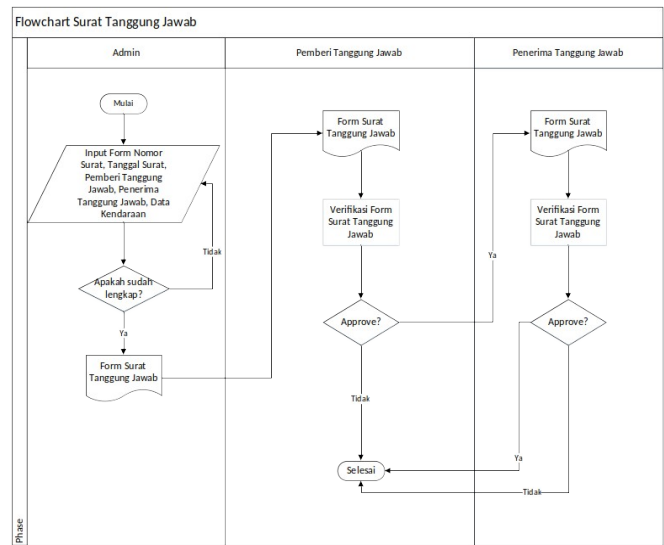 Flowchart Surat Tanggung Jawab
Admin
Pemberi Tanggung Jawab
Penerima Tanggung Jawab
Mulai
Input Form Nomor
Surat, Tanggal Surat,
Pemberi Tanggung
Jawab, Penerima
Tanggung Jawab, Data
Kendaraan
Tidak
Apakah sudah
lengkap?
Ya
Form Surat
Tanggung Jawab
Form Surat
Tanggung Jawab
Verifikasi Form
Surat Tanggung
Jawab
Approve?
Ya
Tidak
Selesai
Form Surat
Tanggung Jawab
Verifikasi Form
Surat Tanggung
Jawab
Approve?
Ya
Tidak
Phase